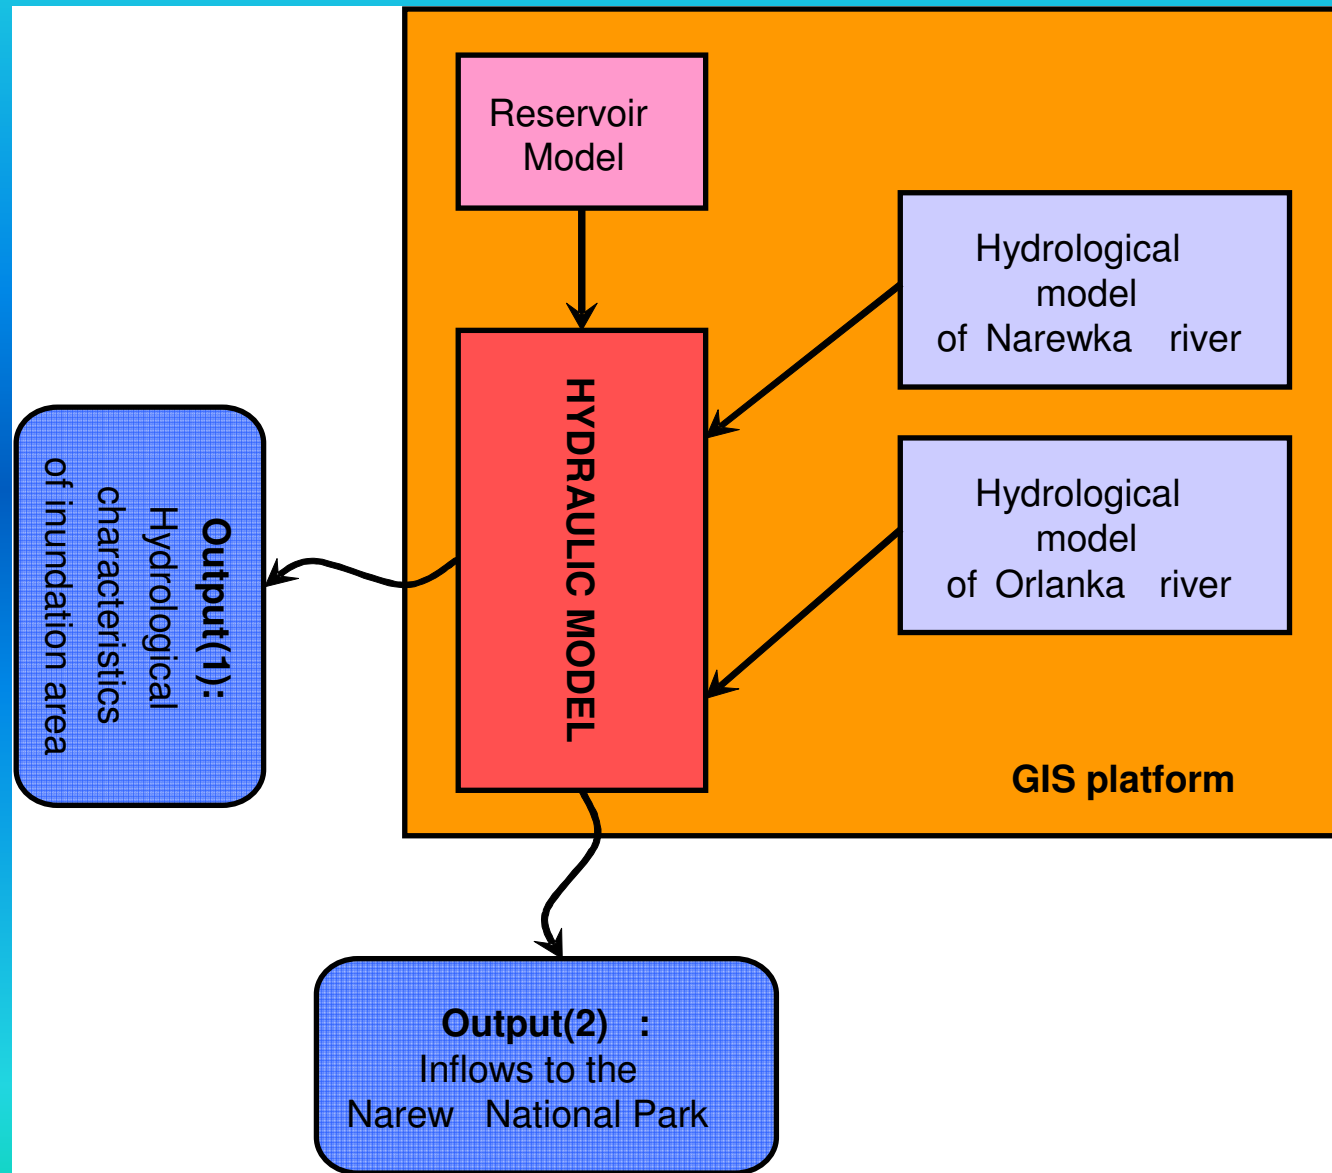 Reservoir
Model
Hydrological
model
of Narewka river
HYDRAULIC MODEL
Hydrological
model
of Orlanka river
Output(1):
Hydrological
characteristics
of inundation area
GIS platform
Output(2) :
Inflows to the
Narew National Park